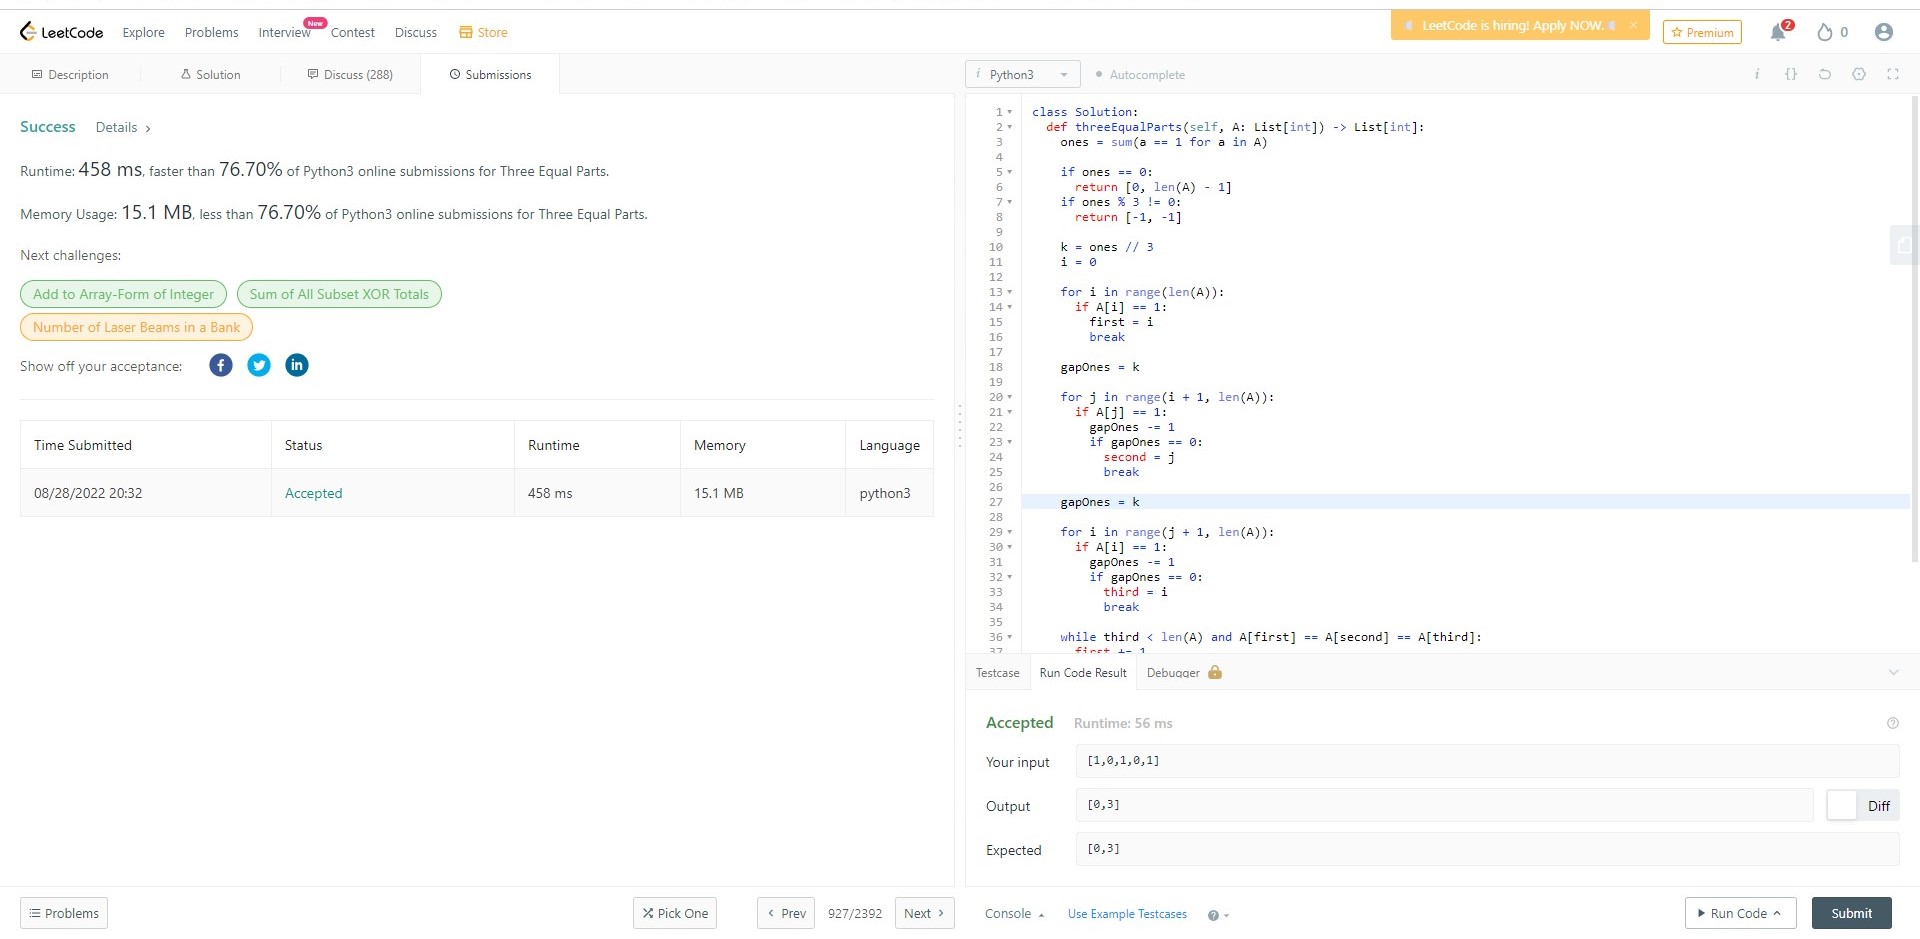 LeetCode Explore Problems Interview New Contest Discuss Store LeetCode is hiring! Apply NOW. × Premium 2 0
Description Solution Discuss (288) Submissions
i Python3 Autocomplete i {}
Success Details >
Runtime: 458 ms, faster than 76.70% of Python3 online submissions for Three Equal Parts.
Memory Usage: 15.1 MB, less than 76.70% of Python3 online submissions for Three Equal Parts.
Next challenges:
Add to Array-Form of Integer Sum of All Subset XOR Totals
Number of Laser Beams in a Bank
Show off your acceptance: f in
Time Submitted Status Runtime Memory Language
08/28/2022 20:32 Accepted 458 ms 15.1 MB python3
1 class Solution:
2 def threeEqualParts(self, A: List[int]) -> List[int]:
3 ones = sum(a == 1 for a in A)
4
5 if ones == 0:
6 return [0, len(A) - 1]
7 if ones % 3 != 0:
8 return [-1, -1]
9
10 k = ones // 3
11 i = 0
12
13 for i in range(len(A)):
14 if A[i] == 1:
15 first = i
16 break
17
18 gapOnes = k
19
20 for j in range(i + 1, len(A)):
21 if A[j] == 1:
22 gapOnes -= 1
23 if gapOnes == 0:
24 second = j
25 break
26
27 gapOnes = k
28
29 for i in range(j + 1, len(A)):
30 if A[i] == 1:
31 gapOnes -= 1
32 if gapOnes == 0:
33 third = i
34 break
35
36 while third < len(A) and A[first] == A[second] == A[third]:
37 first += 1
Testcase Run Code Result Debugger
Accepted Runtime: 56 ms
Your input [1,0,1,0,1]
Output [0,3] Diff
Expected [0,3]
Problems Pick One < Prev 927/2392 Next > Console Use Example Testcases ? Run Code Submit